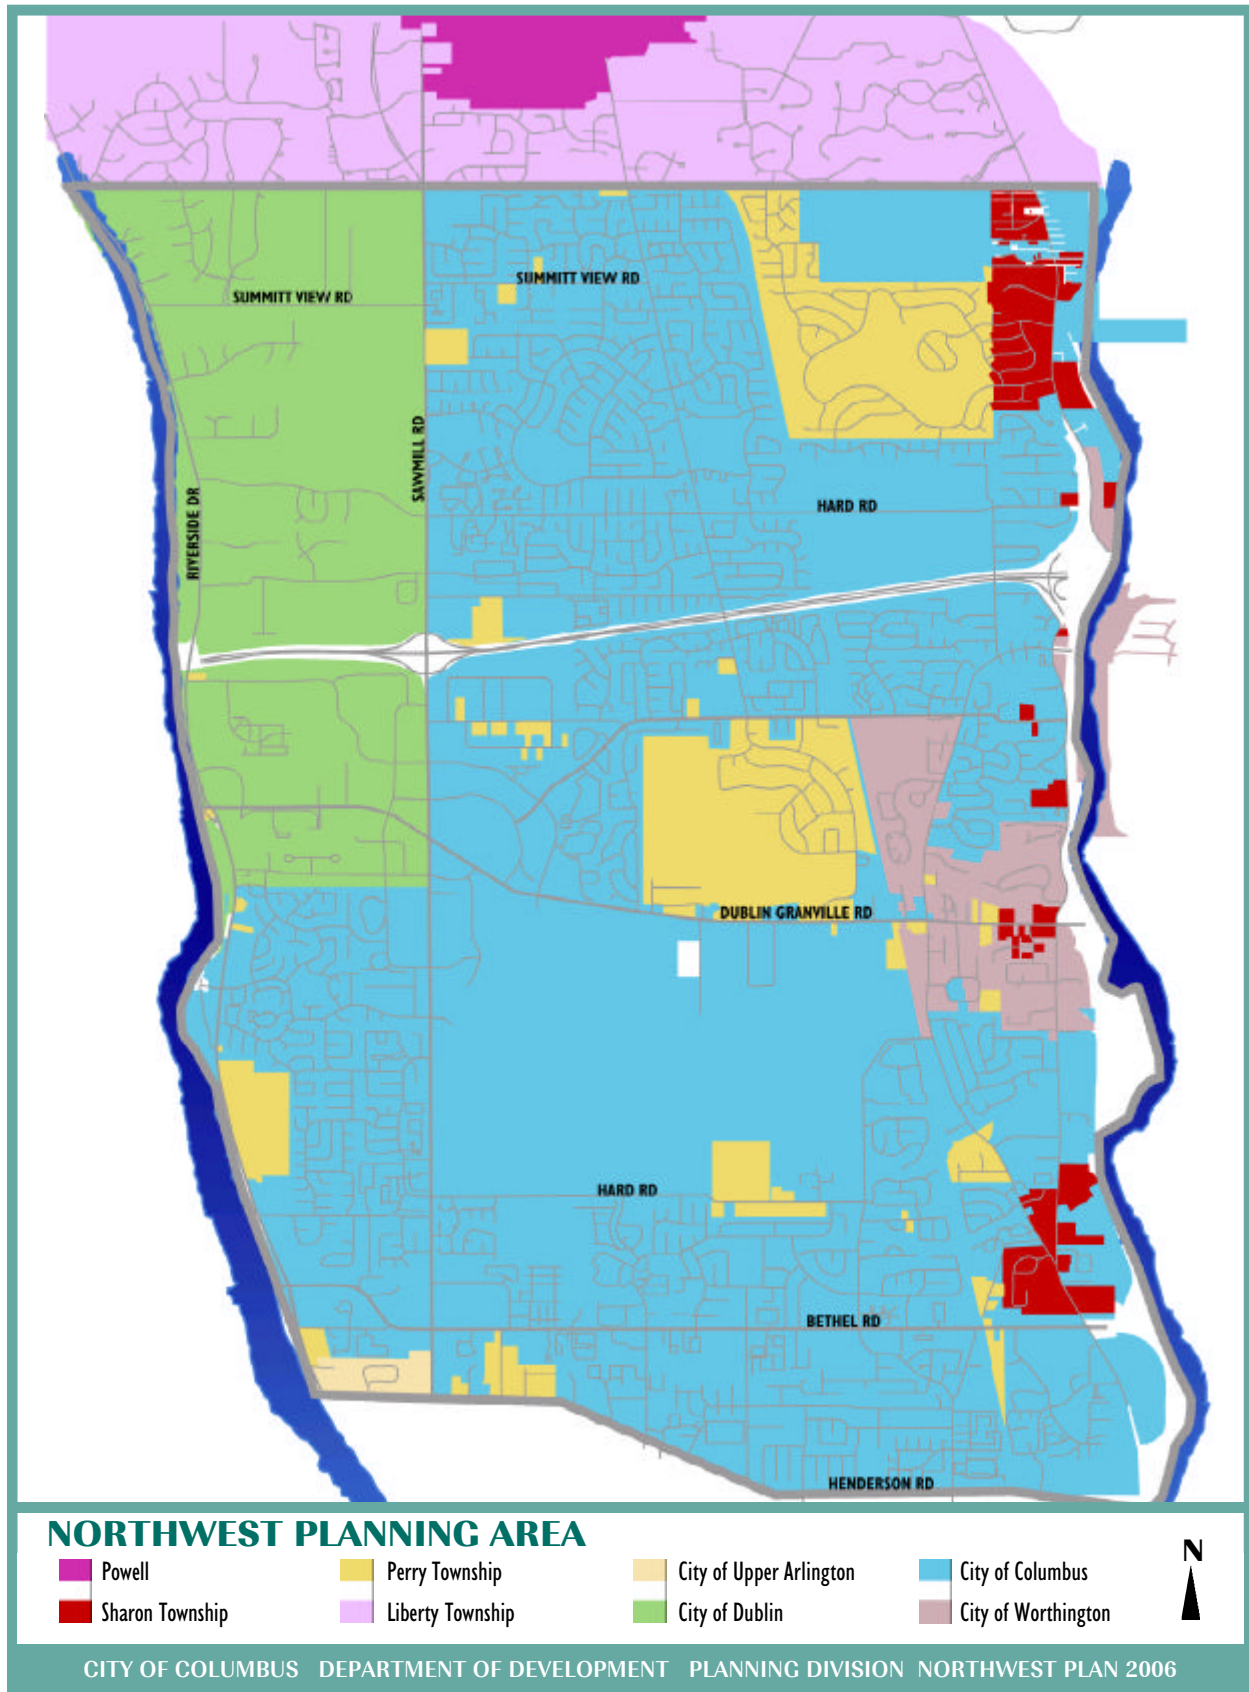 SUMMITT VIEW RD
SUMMITT VIEW RD
SAWMILL RD
RIVERSIDE DR
HARD RD
DUBLIN GRANVILLE RD
HARD RD
BETHEL RD
HENDERSON RD
NORTHWEST PLANNING AREA
N
Powell
Perry Township
City of Upper Arlington
City of Columbus
Sharon Township
Liberty Township
City of Dublin
City of Worthington
CITY OF COLUMBUS DEPARTMENT OF DEVELOPMENT PLANNING DIVISION NORTHWEST PLAN 2006